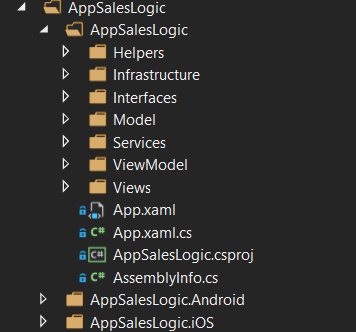 AppSalesLogic
AppSalesLogic
Helpers
Infrastructure
Interfaces
Model
Services
ViewModel
Views
App.xaml
C# App.xaml.cs
C# AppSalesLogic.csproj
C# AssemblyInfo.cs
AppSalesLogic.Android
AppSalesLogic.iOS